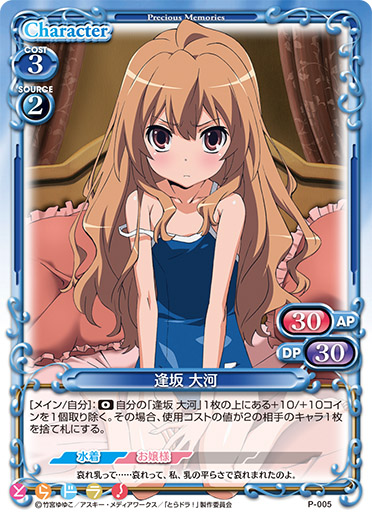 Precious Memories
Character
COST
3
SOURCE
2
30 AP
DP 30
逢坂 大河
[メイン/自分]:自分の「逢坂 大河」1枚の上にある+10/+10コイ
ンを1個取り除く。その場合、使用コストの値が2の相手のキャラ1枚
を捨て札にする。
水着 お嬢様
哀れ乳って……哀れって、私、乳の平らさで哀れまれたのよ。
とらドラ!
©竹宮ゆゆこ/アスキー・メディアワークス/「とらドラ!」製作委員会
P-005